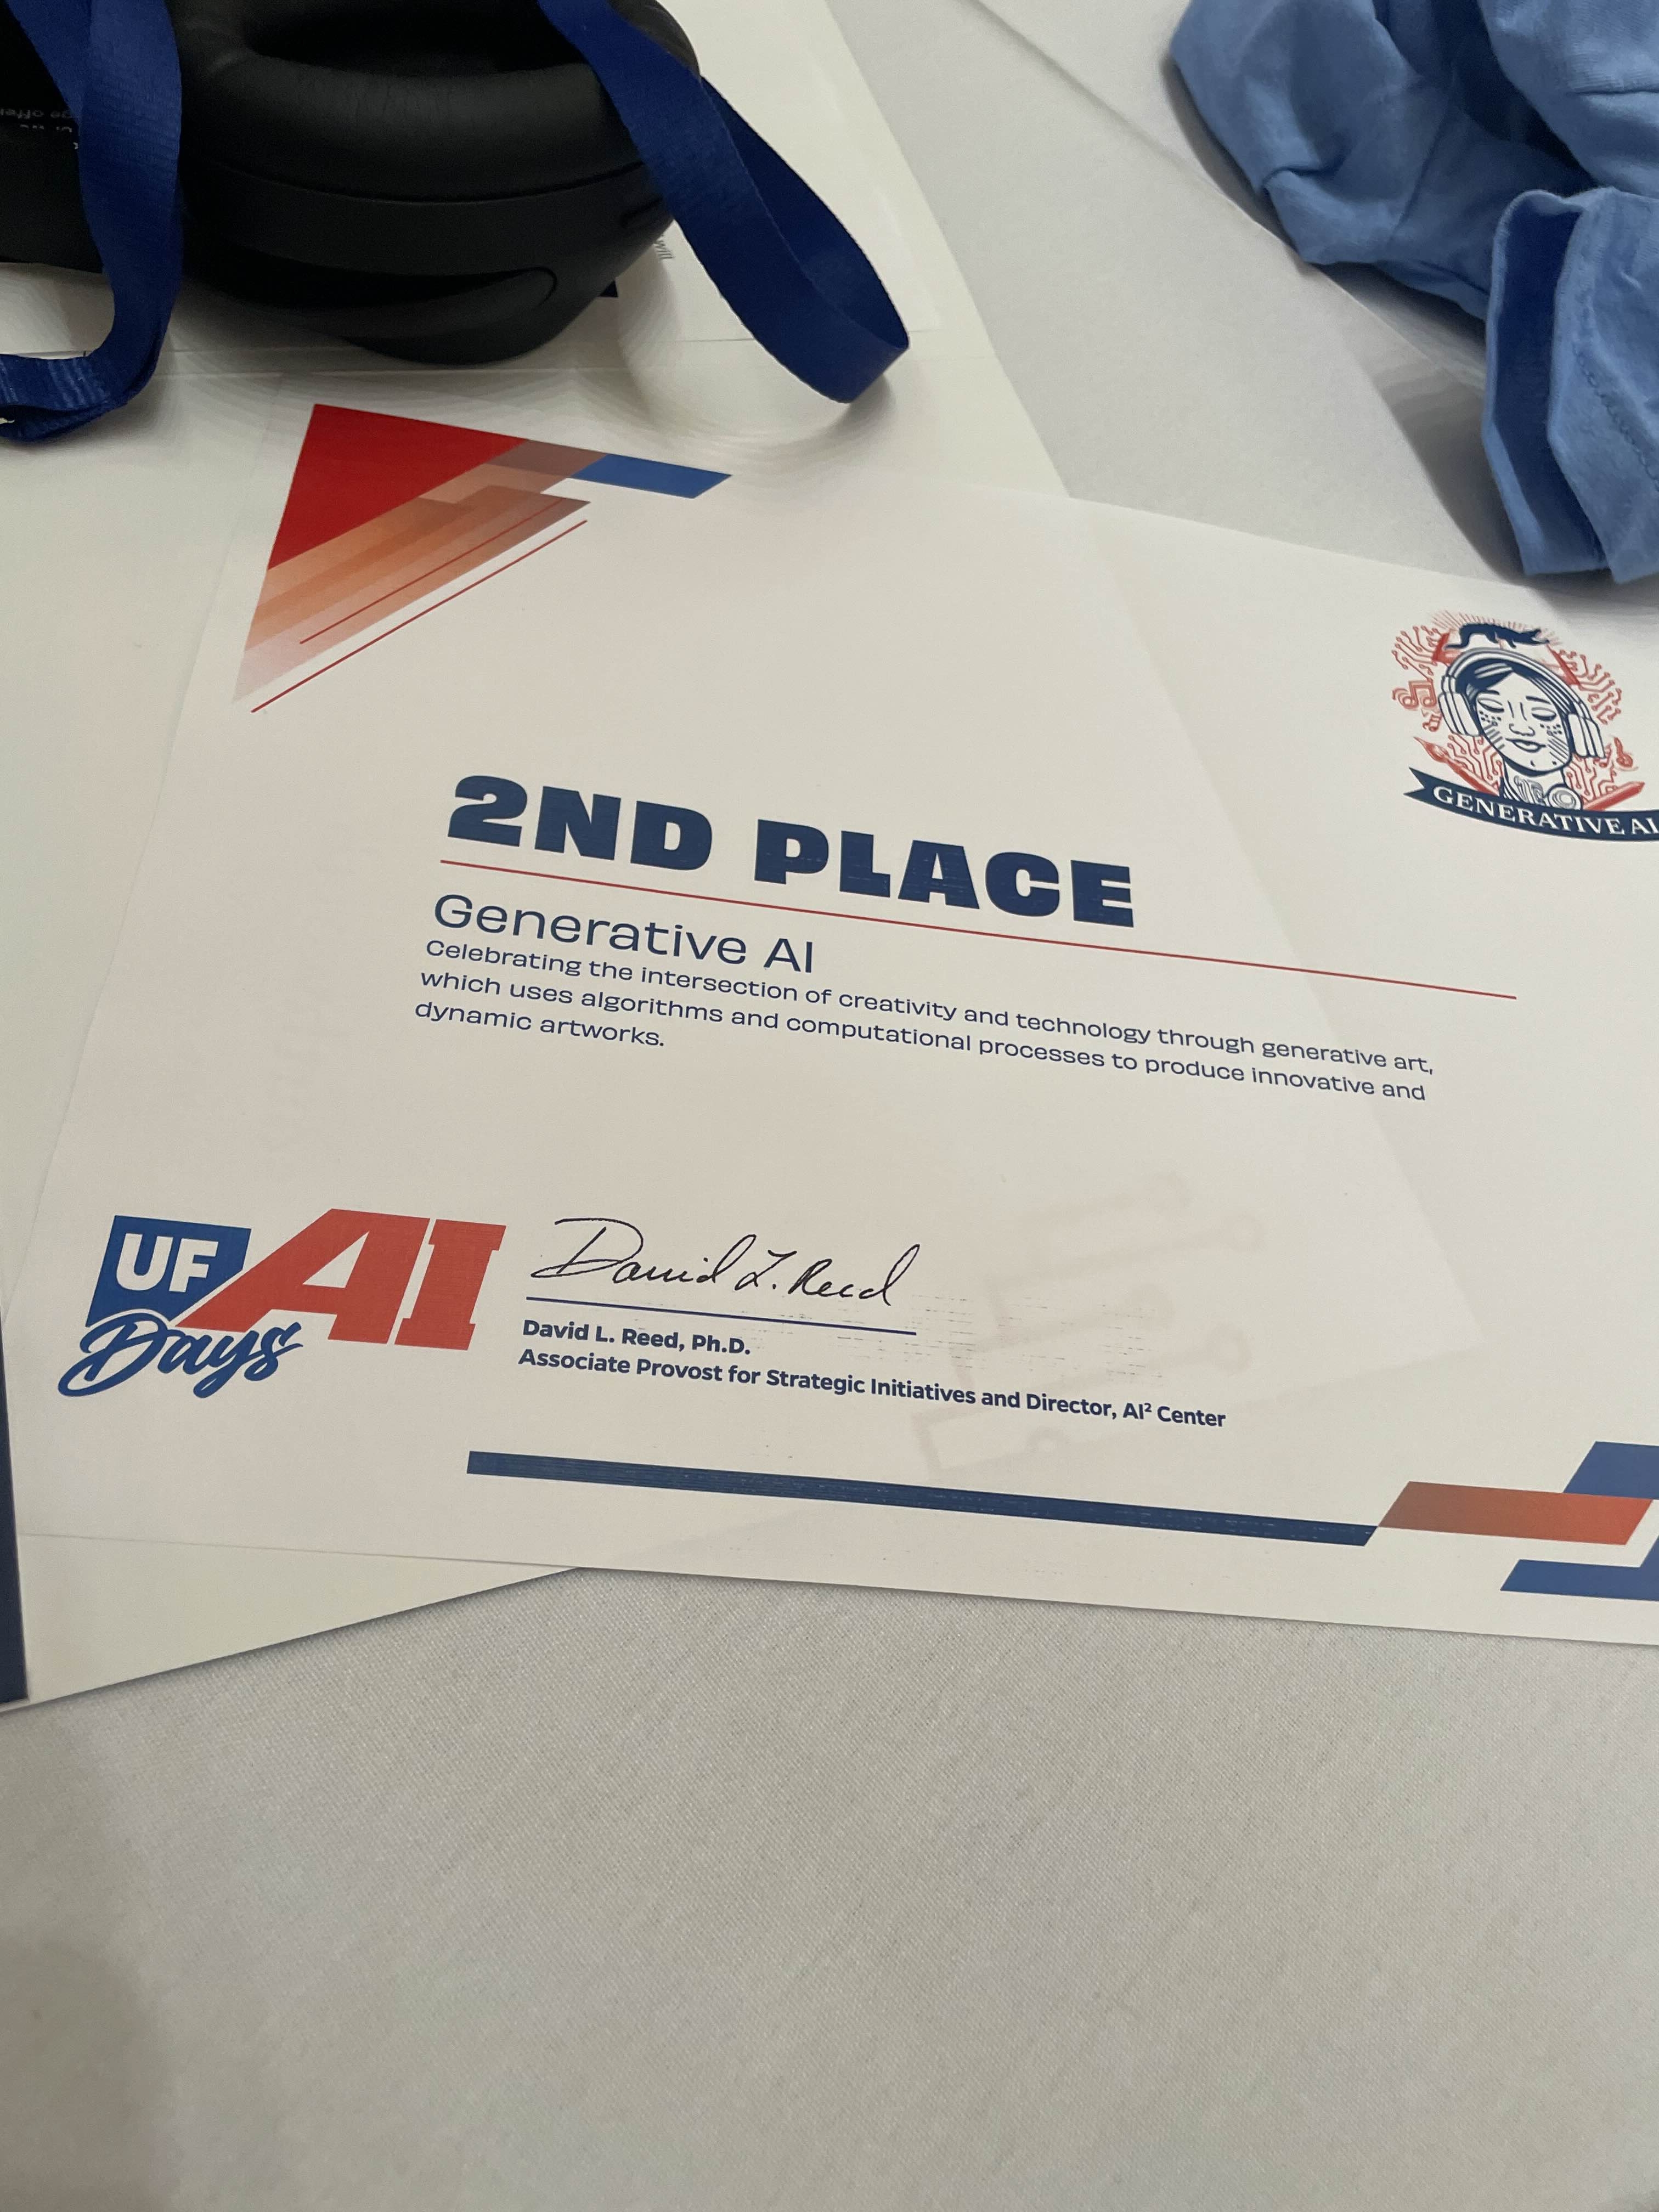 GENERATIVE AI
2ND PLACE
Generative AI
Celebrating the intersection of creativity and technology through generative art,
which uses algorithms and computational processes to produce innovative and
dynamic artworks.
UF AI
Days
David L. Reed
David L. Reed, Ph.D.
Associate Provost for Strategic Initiatives and Director, AI² Center
will